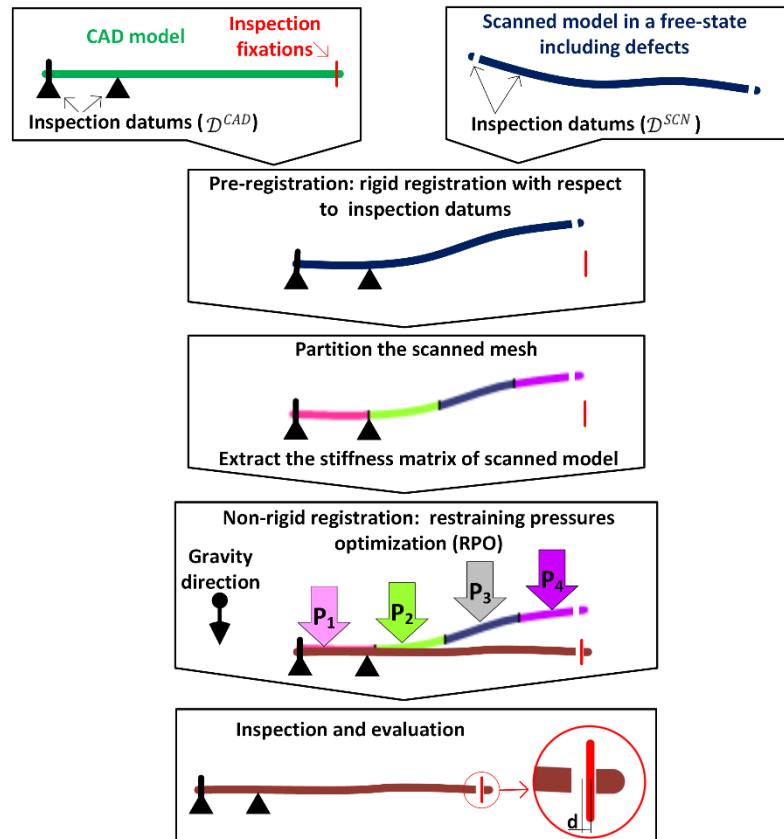 CAD model
Inspection
fixations
Inspection datums (𝒟^CAD)
Scanned model in a free-state
including defects
Inspection datums (𝒟^SCN)
Pre-registration: rigid registration with respect
to inspection datums
Partition the scanned mesh
Extract the stiffness matrix of scanned model
Non-rigid registration: restraining pressures
optimization (RPO)
Gravity
direction
P1
P2
P3
P4
Inspection and evaluation
d